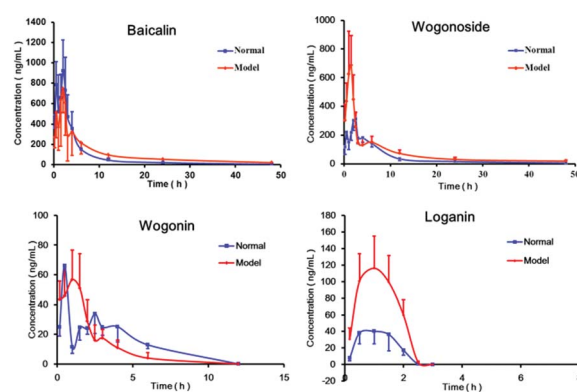 Baicalin
Concentration ( ng/mL)
1400
1200
1000
800
600
400
200
0
Normal
Model
0
10
20
30
40
50
Time ( h )
Wogonoside
Concentration ( ng/mL)
1000
800
600
400
200
0
Normal
Model
0
10
20
30
40
50
Time ( h )
Wogonin
Concentration ( ng/mL)
100
80
60
40
20
0
Normal
Model
0
5
10
15
Time ( h )
Loganin
Concentration ( ng/mL)
180
160
140
120
100
80
60
40
20
0
-20
Normal
Model
0
2
4
6
Time ( h )